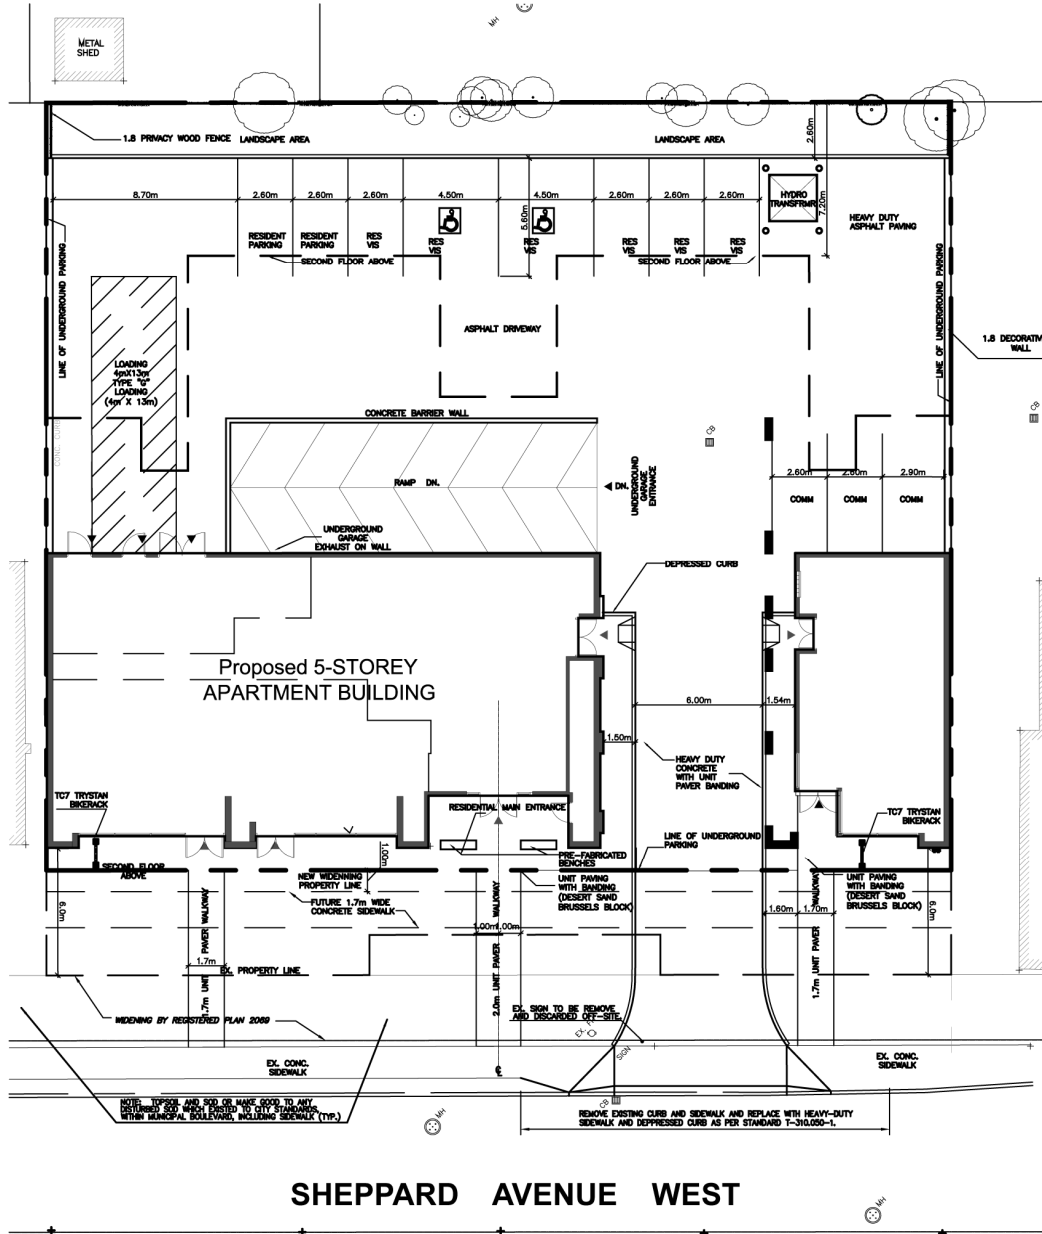 MH
METAL
SHED
1.8 PRIVACY WOOD FENCE
LANDSCAPE AREA
LANDSCAPE AREA
2.60m
8.70m
2.60m
2.60m
2.60m
4.50m
4.50m
2.60m
2.60m
2.60m
5.60m
7.20m
HYDRO
TRANSFRMR
HEAVY DUTY
ASPHALT PAVING
RESIDENT
PARKING
RESIDENT
PARKING
RES
VIS
RES
VIS
RES
VIS
RES
VIS
RES
VIS
RES
VIS
SECOND FLOOR ABOVE
SECOND FLOOR ABOVE
LINE OF UNDERGROUND PARKING
LINE OF UNDERGROUND PARKING
ASPHALT DRIVEWAY
1.8 DECORATIV
WALL
LOADING
4mX13m
TYPE "G"
LOADING
(4m X 13m)
CONC. CURB
CONCRETE BARRIER WALL
CB
CB
RAMP DN.
DN.
UNDERGROUND
GARAGE
ENTRANCE
2.60m
2.60m
2.90m
COMM
COMM
COMM
UNDERGROUND
GARAGE
EXHAUST ON WALL
DEPRESSED CURB
Proposed 5-STOREY
APARTMENT BUILDING
6.00m
1.54m
1.50m
HEAVY DUTY
CONCRETE
WITH UNIT
PAVER BANDING
TC7 TRYSTAN
BIKERACK
RESIDENTIAL MAIN ENTRANCE
TC7 TRYSTAN
BIKERACK
LINE OF UNDERGROUND
PARKING
1.00m
PRE-FABRICATED
BENCHES
SECOND FLOOR
ABOVE
NEW WIDENNING
PROPERTY LINE
UNIT PAVING
WITH BANDING
(DESERT SAND
BRUSSELS BLOCK)
UNIT PAVING
WITH BANDING
(DESERT SAND
BRUSSELS BLOCK)
FUTURE 1.7m WIDE
CONCRETE SIDEWALK
6.0m
6.0m
1.60m
1.70m
1.00m
1.00m
1.7m UNIT PAVER WALKWAY
2.0m UNIT PAVER WALKWAY
1.7m UNIT PAVER WALKWAY
1.7m
EX. PROPERTY LINE
WIDENING BY REGISTERED PLAN 2069
EX. SIGN TO BE REMOVE
AND DISCARDED OFF-SITE.
SIGN
EX. CONC.
SIDEWALK
EX. CONC.
SIDEWALK
NOTE: TOPSOIL AND SOD OR MAKE GOOD TO ANY
DISTURBED SOD WHICH EXISTED TO CITY STANDARDS,
WITHIN MUNICIPAL BOULEVARD, INCLUDING SIDEWALK (TYP.)
MH
CB
REMOVE EXISTING CURB AND SIDEWALK AND REPLACE WITH HEAVY-DUTY
SIDEWALK AND DEPPRESSED CURB AS PER STANDARD T-310.050-1.
SHEPPARD AVENUE WEST
MH